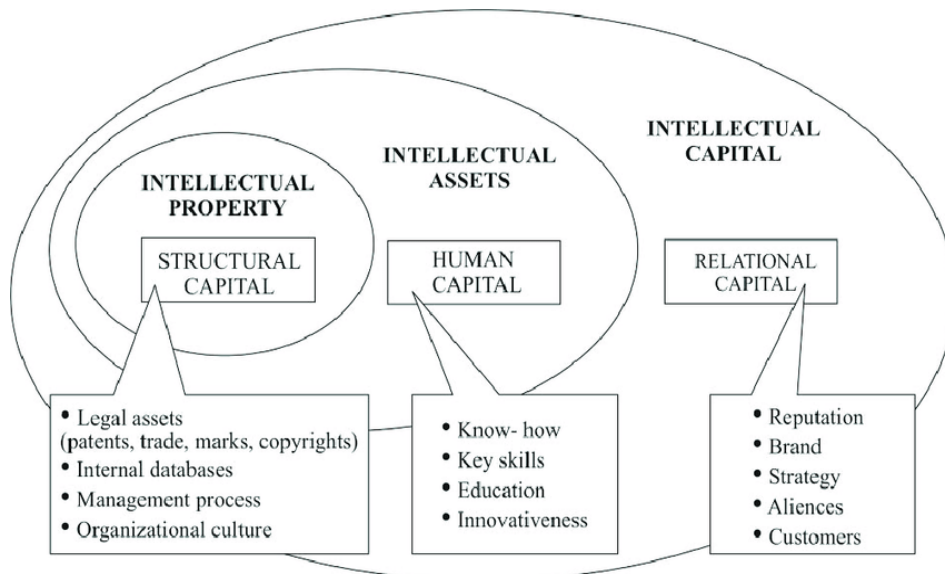 INTELLECTUAL
PROPERTY
STRUCTURAL
CAPITAL
• Legal assets
(patents, trade, marks, copyrights)
• Internal databases
• Management process
• Organizational culture
INTELLECTUAL
ASSETS
HUMAN
CAPITAL
• Know- how
• Key skills
• Education
• Innovativeness
INTELLECTUAL
CAPITAL
RELATIONAL
CAPITAL
• Reputation
• Brand
• Strategy
• Aliences
• Customers